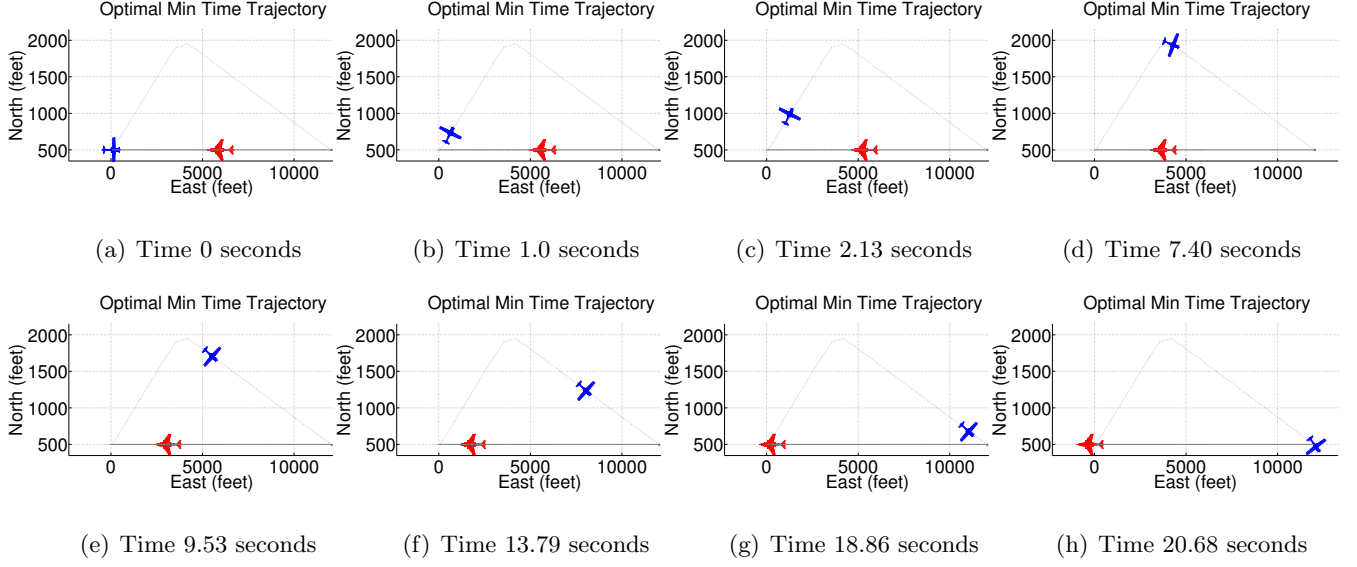 Optimal Min Time Trajectory
2000
1500
1000
500
North (feet)
0 5000 10000
East (feet)
(a) Time 0 seconds
Optimal Min Time Trajectory
2000
1500
1000
500
North (feet)
0 5000 10000
East (feet)
(b) Time 1.0 seconds
Optimal Min Time Trajectory
2000
1500
1000
500
North (feet)
0 5000 10000
East (feet)
(c) Time 2.13 seconds
Optimal Min Time Trajectory
2000
1500
1000
500
North (feet)
0 5000 10000
East (feet)
(d) Time 7.40 seconds
Optimal Min Time Trajectory
2000
1500
1000
500
North (feet)
0 5000 10000
East (feet)
(e) Time 9.53 seconds
Optimal Min Time Trajectory
2000
1500
1000
500
North (feet)
0 5000 10000
East (feet)
(f) Time 13.79 seconds
Optimal Min Time Trajectory
2000
1500
1000
500
North (feet)
0 5000 10000
East (feet)
(g) Time 18.86 seconds
Optimal Min Time Trajectory
2000
1500
1000
500
North (feet)
0 5000 10000
East (feet)
(h) Time 20.68 seconds